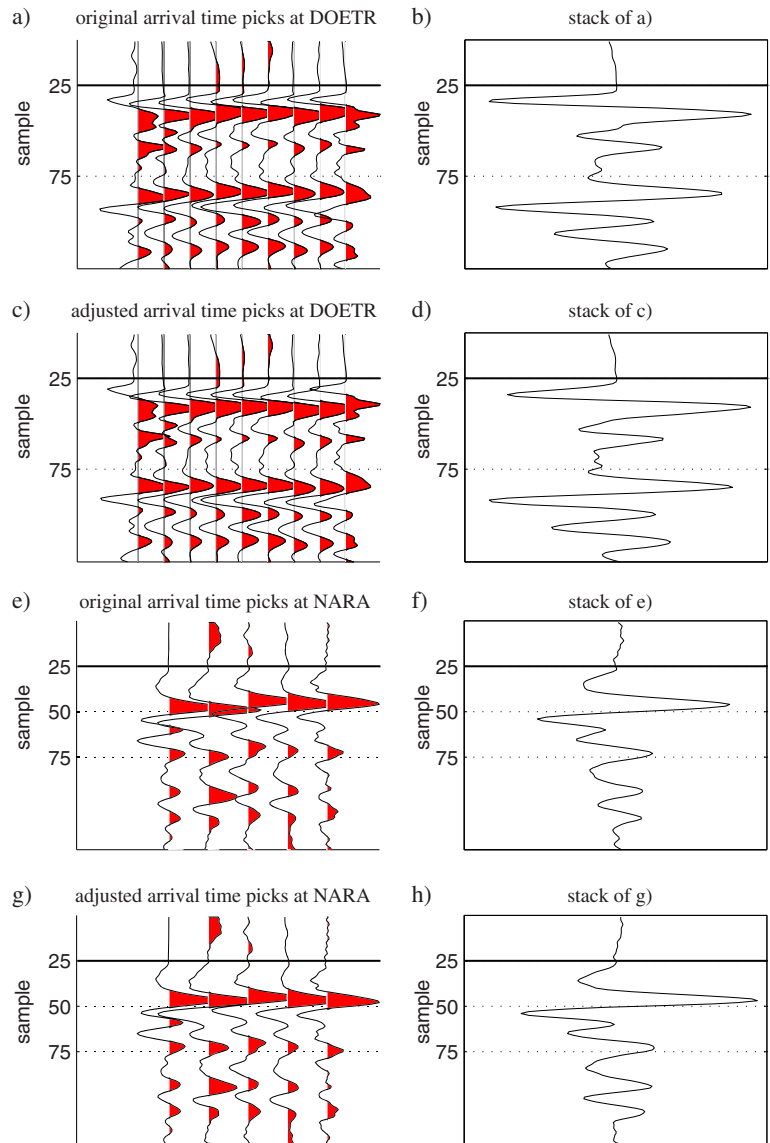 a) original arrival time picks at DOETR
b) stack of a)
25
75
sample
25
75
sample
c) adjusted arrival time picks at DOETR
d) stack of c)
25
75
sample
25
75
sample
e) original arrival time picks at NARA
f) stack of e)
25
50
75
sample
25
50
75
sample
g) adjusted arrival time picks at NARA
h) stack of g)
25
50
75
sample
25
50
75
sample